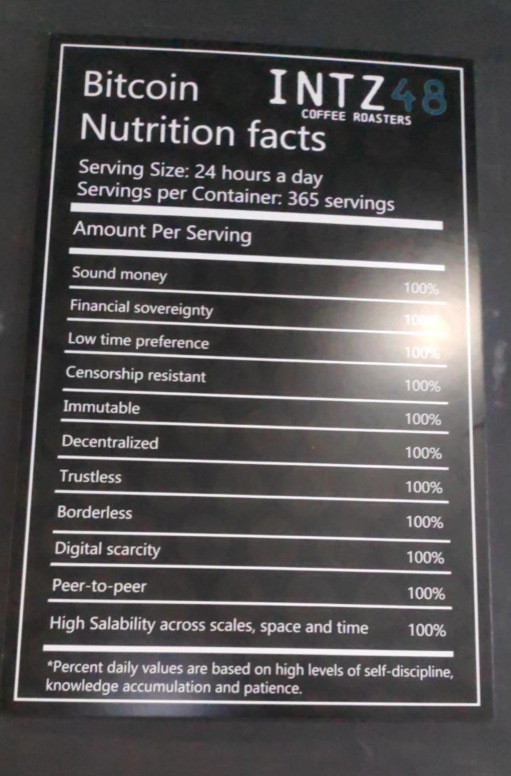 Bitcoin
INTZ48
COFFEE ROASTERS
Nutrition facts
Serving Size: 24 hours a day
Servings per Container: 365 servings
Amount Per Serving
Sound money 100%
Financial sovereignty
Low time preference 100%
Censorship resistant 100%
Immutable 100%
Decentralized 100%
Trustless 100%
Borderless 100%
Digital scarcity 100%
Peer-to-peer 100%
High Salability across scales, space and time 100%
*Percent daily values are based on high levels of self-discipline,
knowledge accumulation and patience.